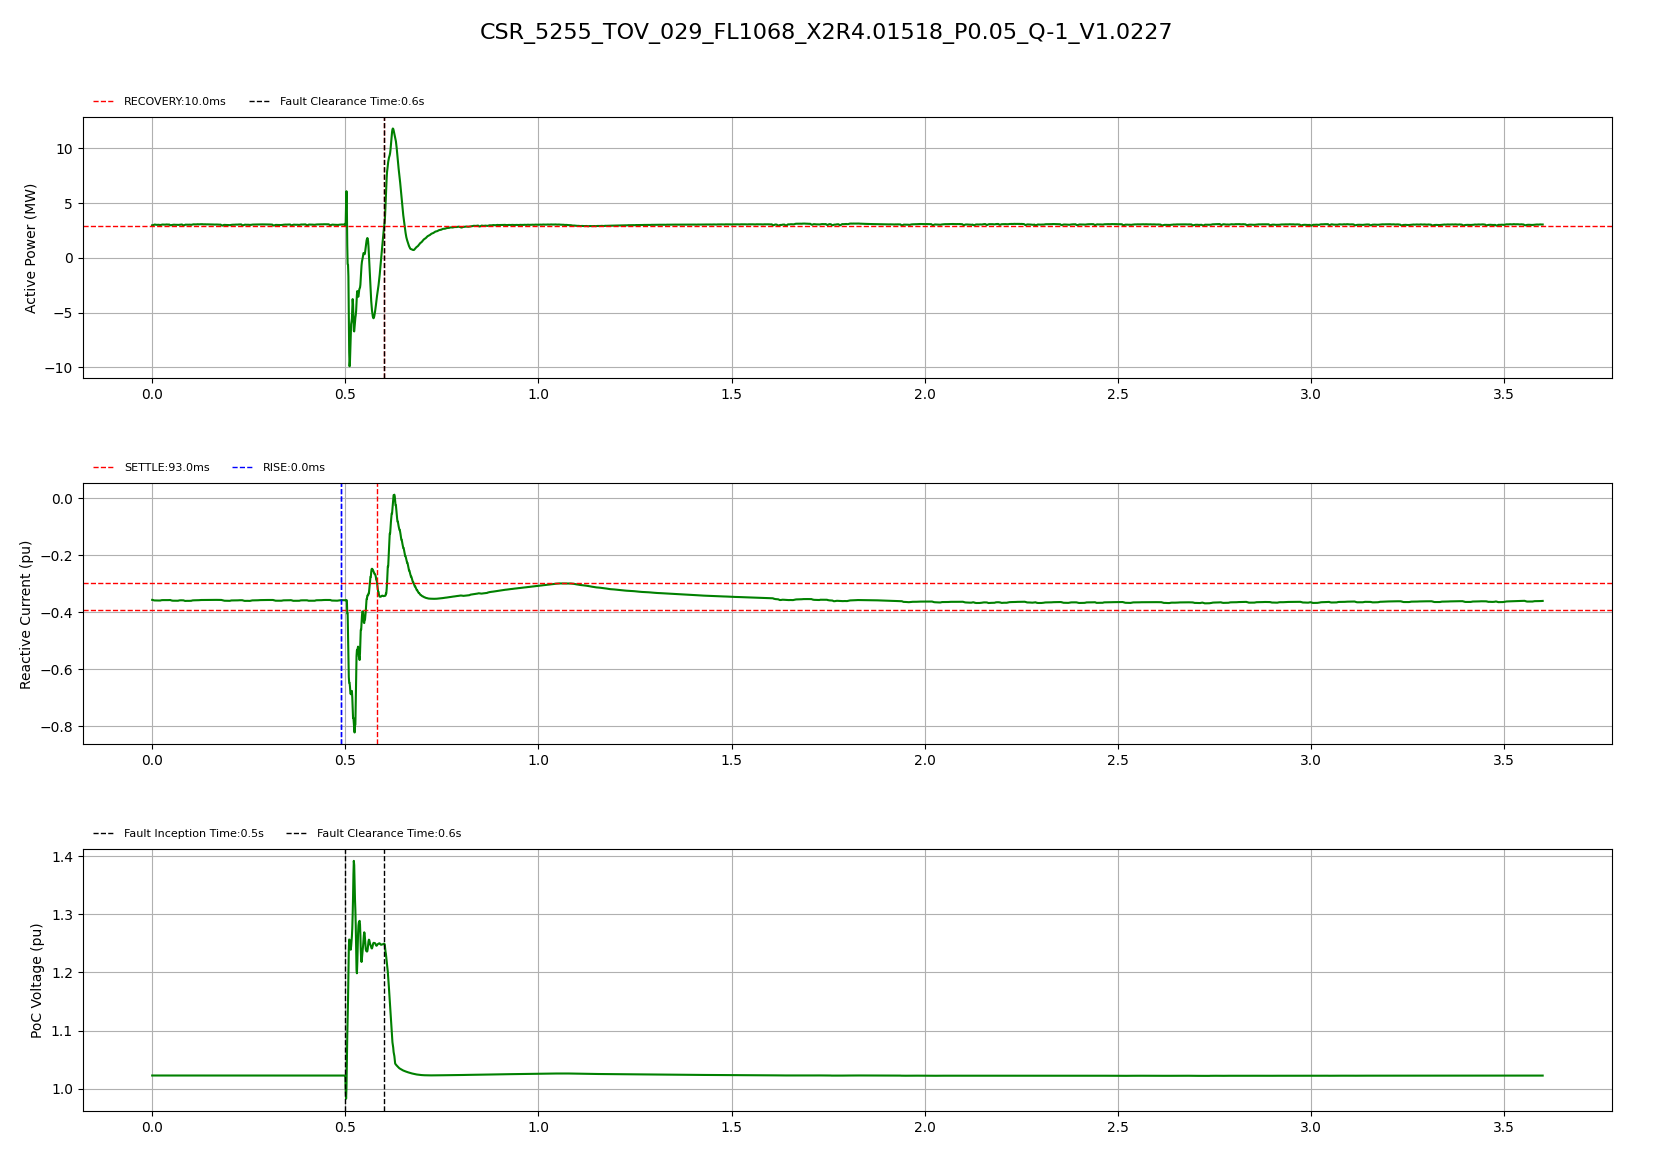 CSR_5255_TOV_029_FL1068_X2R4.01518_P0.05_Q-1_V1.0227
RECOVERY:10.0ms Fault Clearance Time:0.6s
Active Power (MW)
10
5
0
−5
−10
0.0 0.5 1.0 1.5 2.0 2.5 3.0 3.5
SETTLE:93.0ms RISE:0.0ms
Reactive Current (pu)
0.0
−0.2
−0.4
−0.6
−0.8
0.0 0.5 1.0 1.5 2.0 2.5 3.0 3.5
Fault Inception Time:0.5s Fault Clearance Time:0.6s
PoC Voltage (pu)
1.4
1.3
1.2
1.1
1.0
0.0 0.5 1.0 1.5 2.0 2.5 3.0 3.5